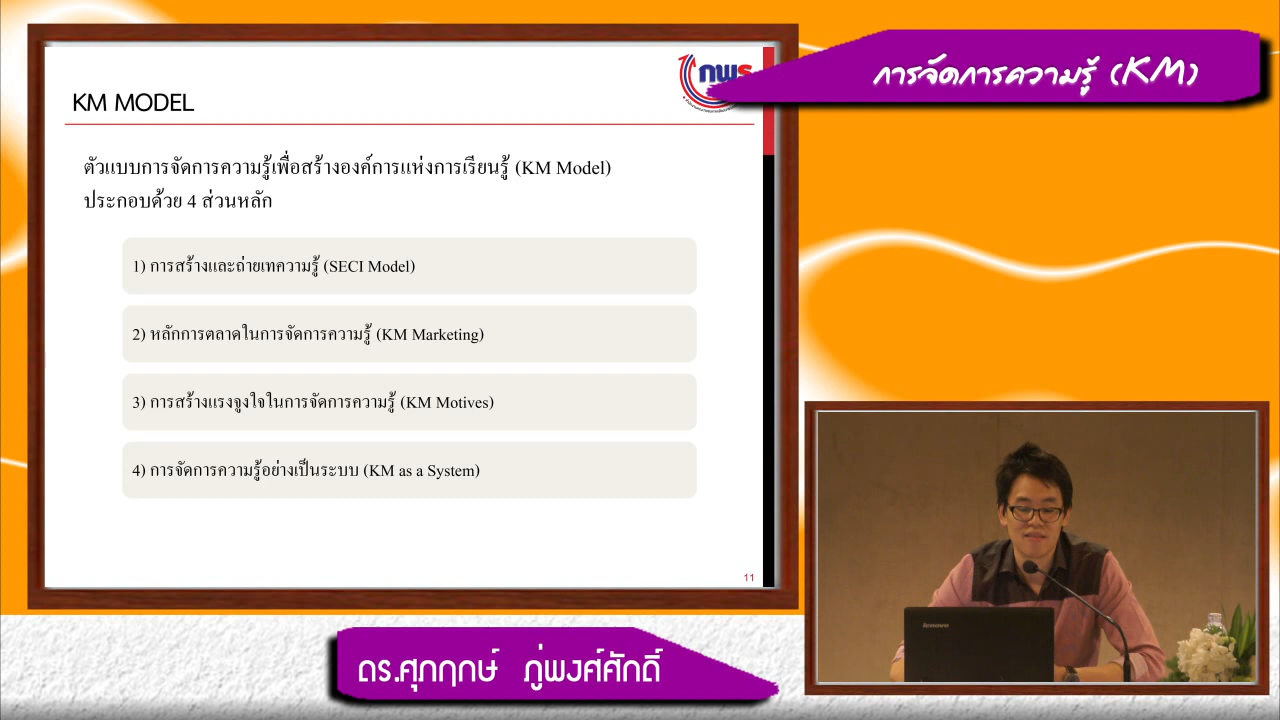 การจัดการความรู้ (KM)
กพร
KM MODEL
ตัวแบบการจัดการความรู้เพื่อสร้างองค์การแห่งการเรียนรู้ (KM Model)
ประกอบด้วย 4 ส่วนหลัก
1) การสร้างและถ่ายเทความรู้ (SECI Model)
2) หลักการตลาดในการจัดการความรู้ (KM Marketing)
3) การสร้างแรงจูงใจในการจัดการความรู้ (KM Motives)
4) การจัดการความรู้อย่างเป็นระบบ (KM as a System)
11
lenovo
ดร.ศุภฤกษ์ ภู่พงศ์ศักดิ์